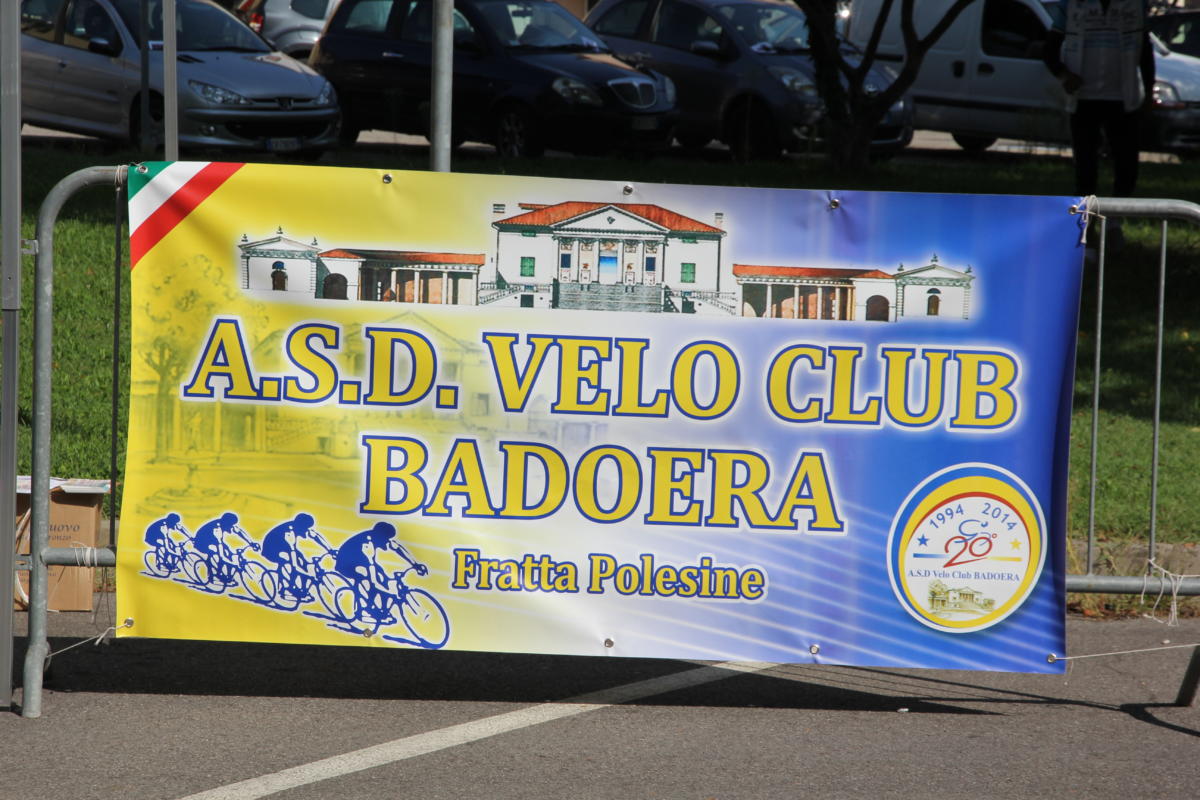 A.S.D. VELO CLUB
BADOERA
Fratta Polesine
1994 2014
20°
A.S.D Velo Club BADOERA